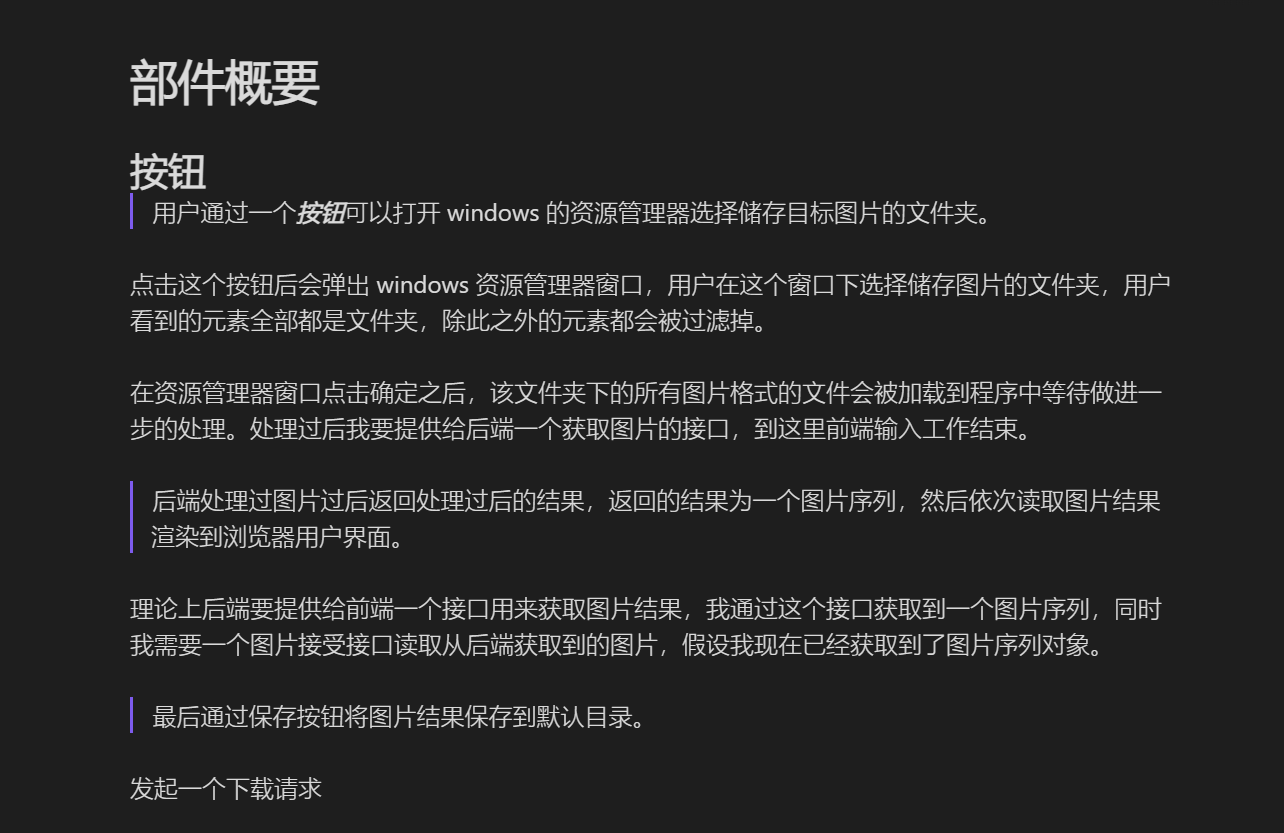 部件概要
按钮
用户通过一个按钮可以打开 windows 的资源管理器选择储存目标图片的文件夹。
点击这个按钮后会弹出 windows 资源管理器窗口，用户在这个窗口下选择储存图片的文件夹，用户
看到的元素全部都是文件夹，除此之外的元素都会被过滤掉。
在资源管理器窗口点击确定之后，该文件夹下的所有图片格式的文件会被加载到程序中等待做进一
步的处理。处理过后我要提供给后端一个获取图片的接口，到这里前端输入工作结束。
后端处理过图片过后返回处理过后的结果，返回的结果为一个图片序列，然后依次读取图片结果
渲染到浏览器用户界面。
理论上后端要提供给前端一个接口用来获取图片结果，我通过这个接口获取到一个图片序列，同时
我需要一个图片接受接口读取从后端获取到的图片，假设我现在已经获取到了图片序列对象。
最后通过保存按钮将图片结果保存到默认目录。
发起一个下载请求